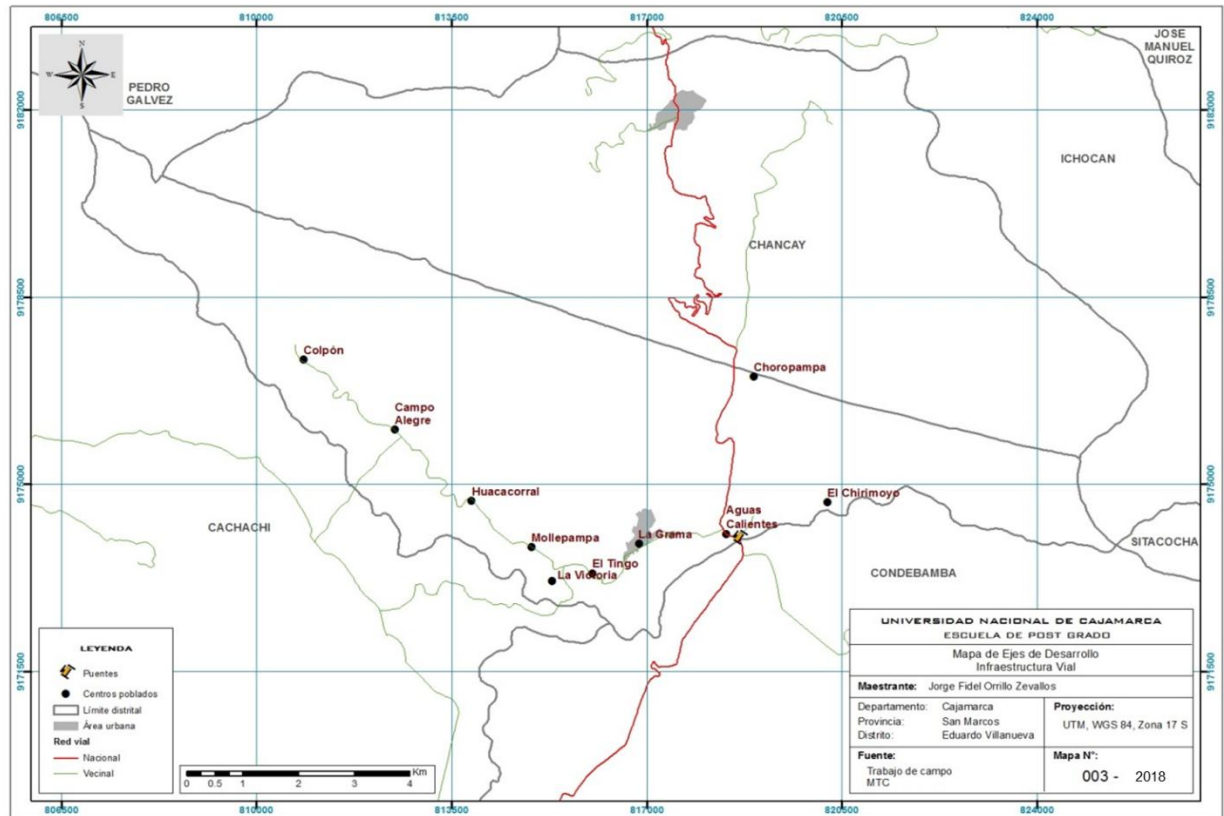 806500 810000 813500 817000 820500 824000
N
W E
S
PEDRO
GALVEZ
JOSE
MANUEL
QUIROZ
9182000 9182000
ICHOCAN
CHANCAY
9178500 9178500
Colpón
Choropampa
Campo
Alegre
9175000 9175000
Huacacorral
El Chirimoyo
Aguas
Calientes
CACHACHI
La Grama
Mollepampa
SITACOCHA
El Tingo
La Victoria
CONDEBAMBA
9171500 9171500
LEYENDA
Puentes
Centros poblados
Límite distrital
Área urbana
Red vial
Nacional
Vecinal
Km
0 0.5 1 2 3 4
UNIVERSIDAD NACIONAL DE CAJAMARCA
ESCUELA DE POST GRADO
Mapa de Ejes de Desarrollo
Infraestructura Vial
Maestrante: Jorge Fidel Orrillo Zevallos
Departamento: Cajamarca
Provincia: San Marcos
Distrito: Eduardo Villanueva
Proyección:
UTM, WGS 84, Zona 17 S
Fuente:
Trabajo de campo
MTC
Mapa N°:
003 - 2018
806500 810000 813500 817000 820500 824000